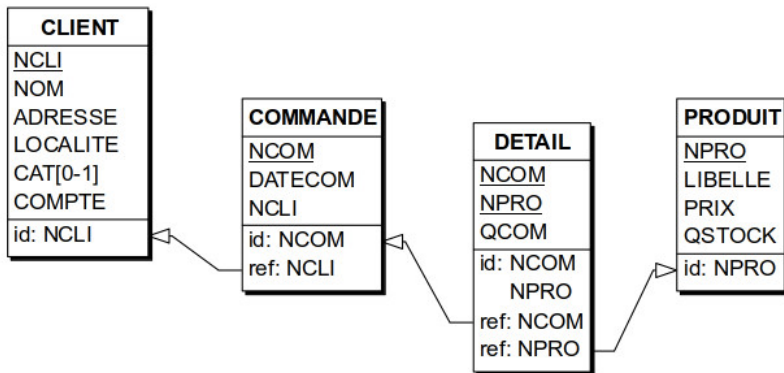 CLIENT
NCLI
NOM
ADRESSE
LOCALITE
CAT[0-1]
COMPTE
id: NCLI
COMMANDE
NCOM
DATECOM
NCLI
id: NCOM
ref: NCLI
DETAIL
NCOM
NPRO
QCOM
id: NCOM
NPRO
ref: NCOM
ref: NPRO
PRODUIT
NPRO
LIBELLE
PRIX
QSTOCK
id: NPRO